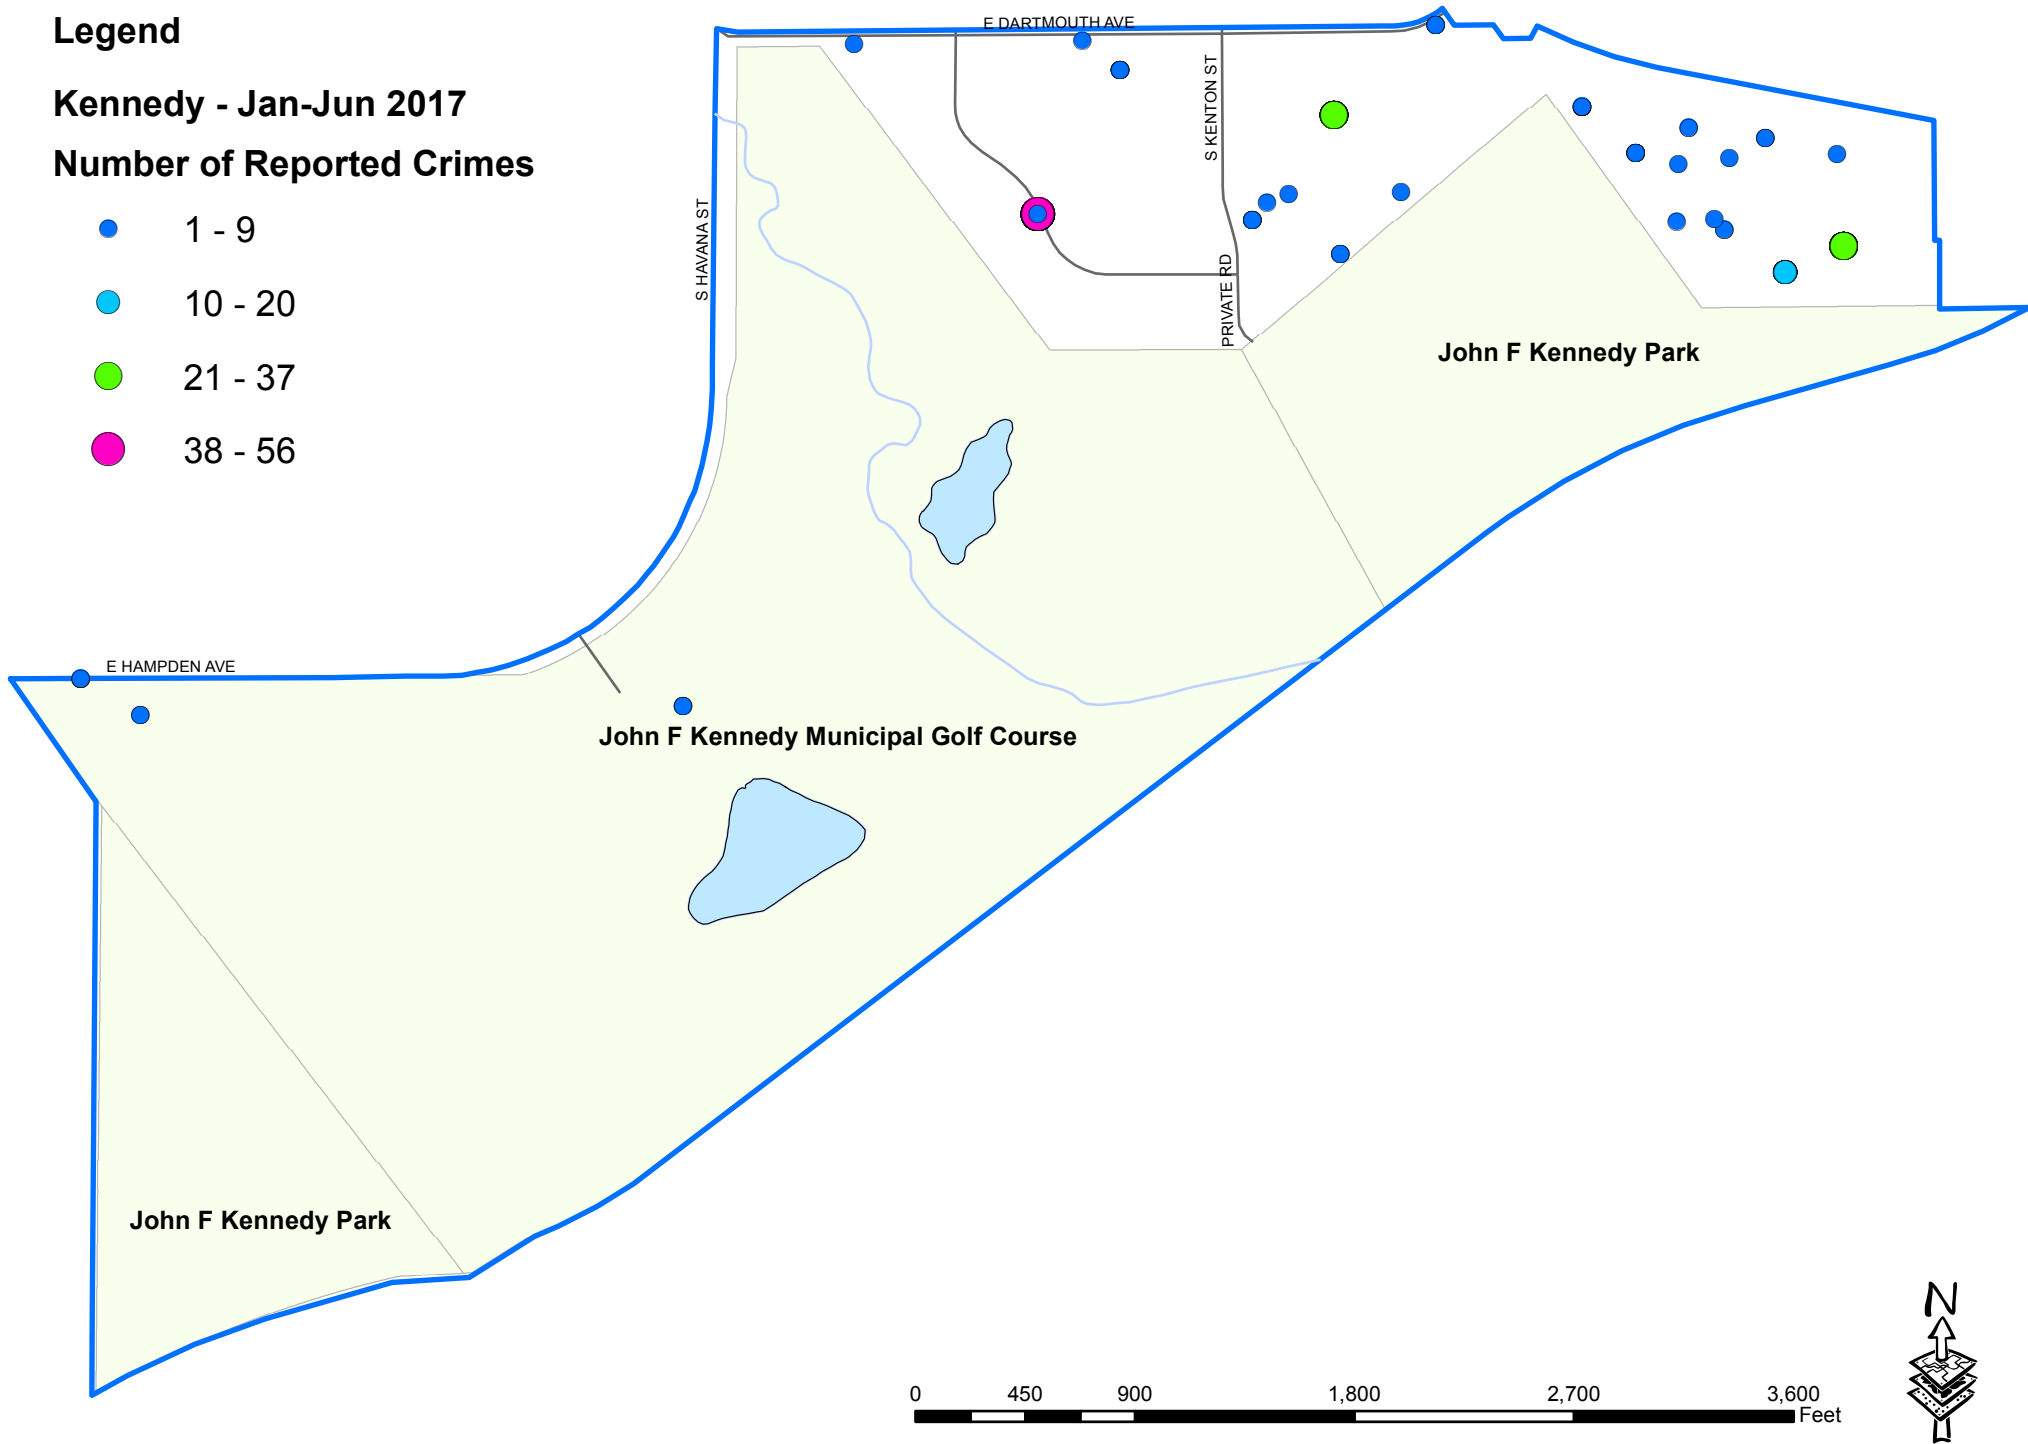 Legend
Kennedy - Jan-Jun 2017
Number of Reported Crimes
1 - 9
10 - 20
21 - 37
38 - 56
E DARTMOUTH AVE
S KENTON ST
S HAVANA ST
PRIVATE RD
John F Kennedy Park
E HAMPDEN AVE
John F Kennedy Municipal Golf Course
John F Kennedy Park
N
0 450 900 1,800 2,700 3,600
Feet